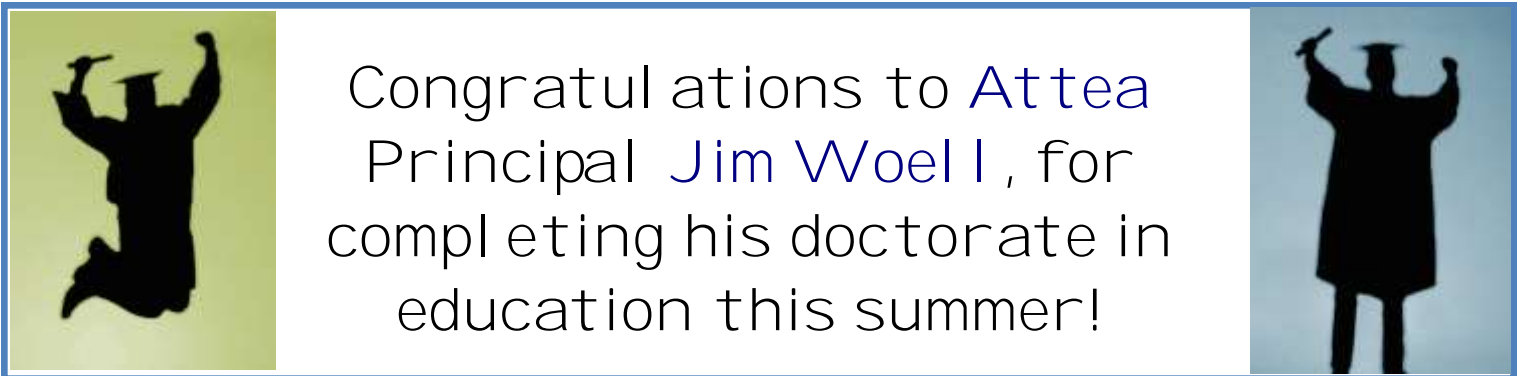 Congratulations to Attea
Principal Jim Woell, for
completing his doctorate in
education this summer!